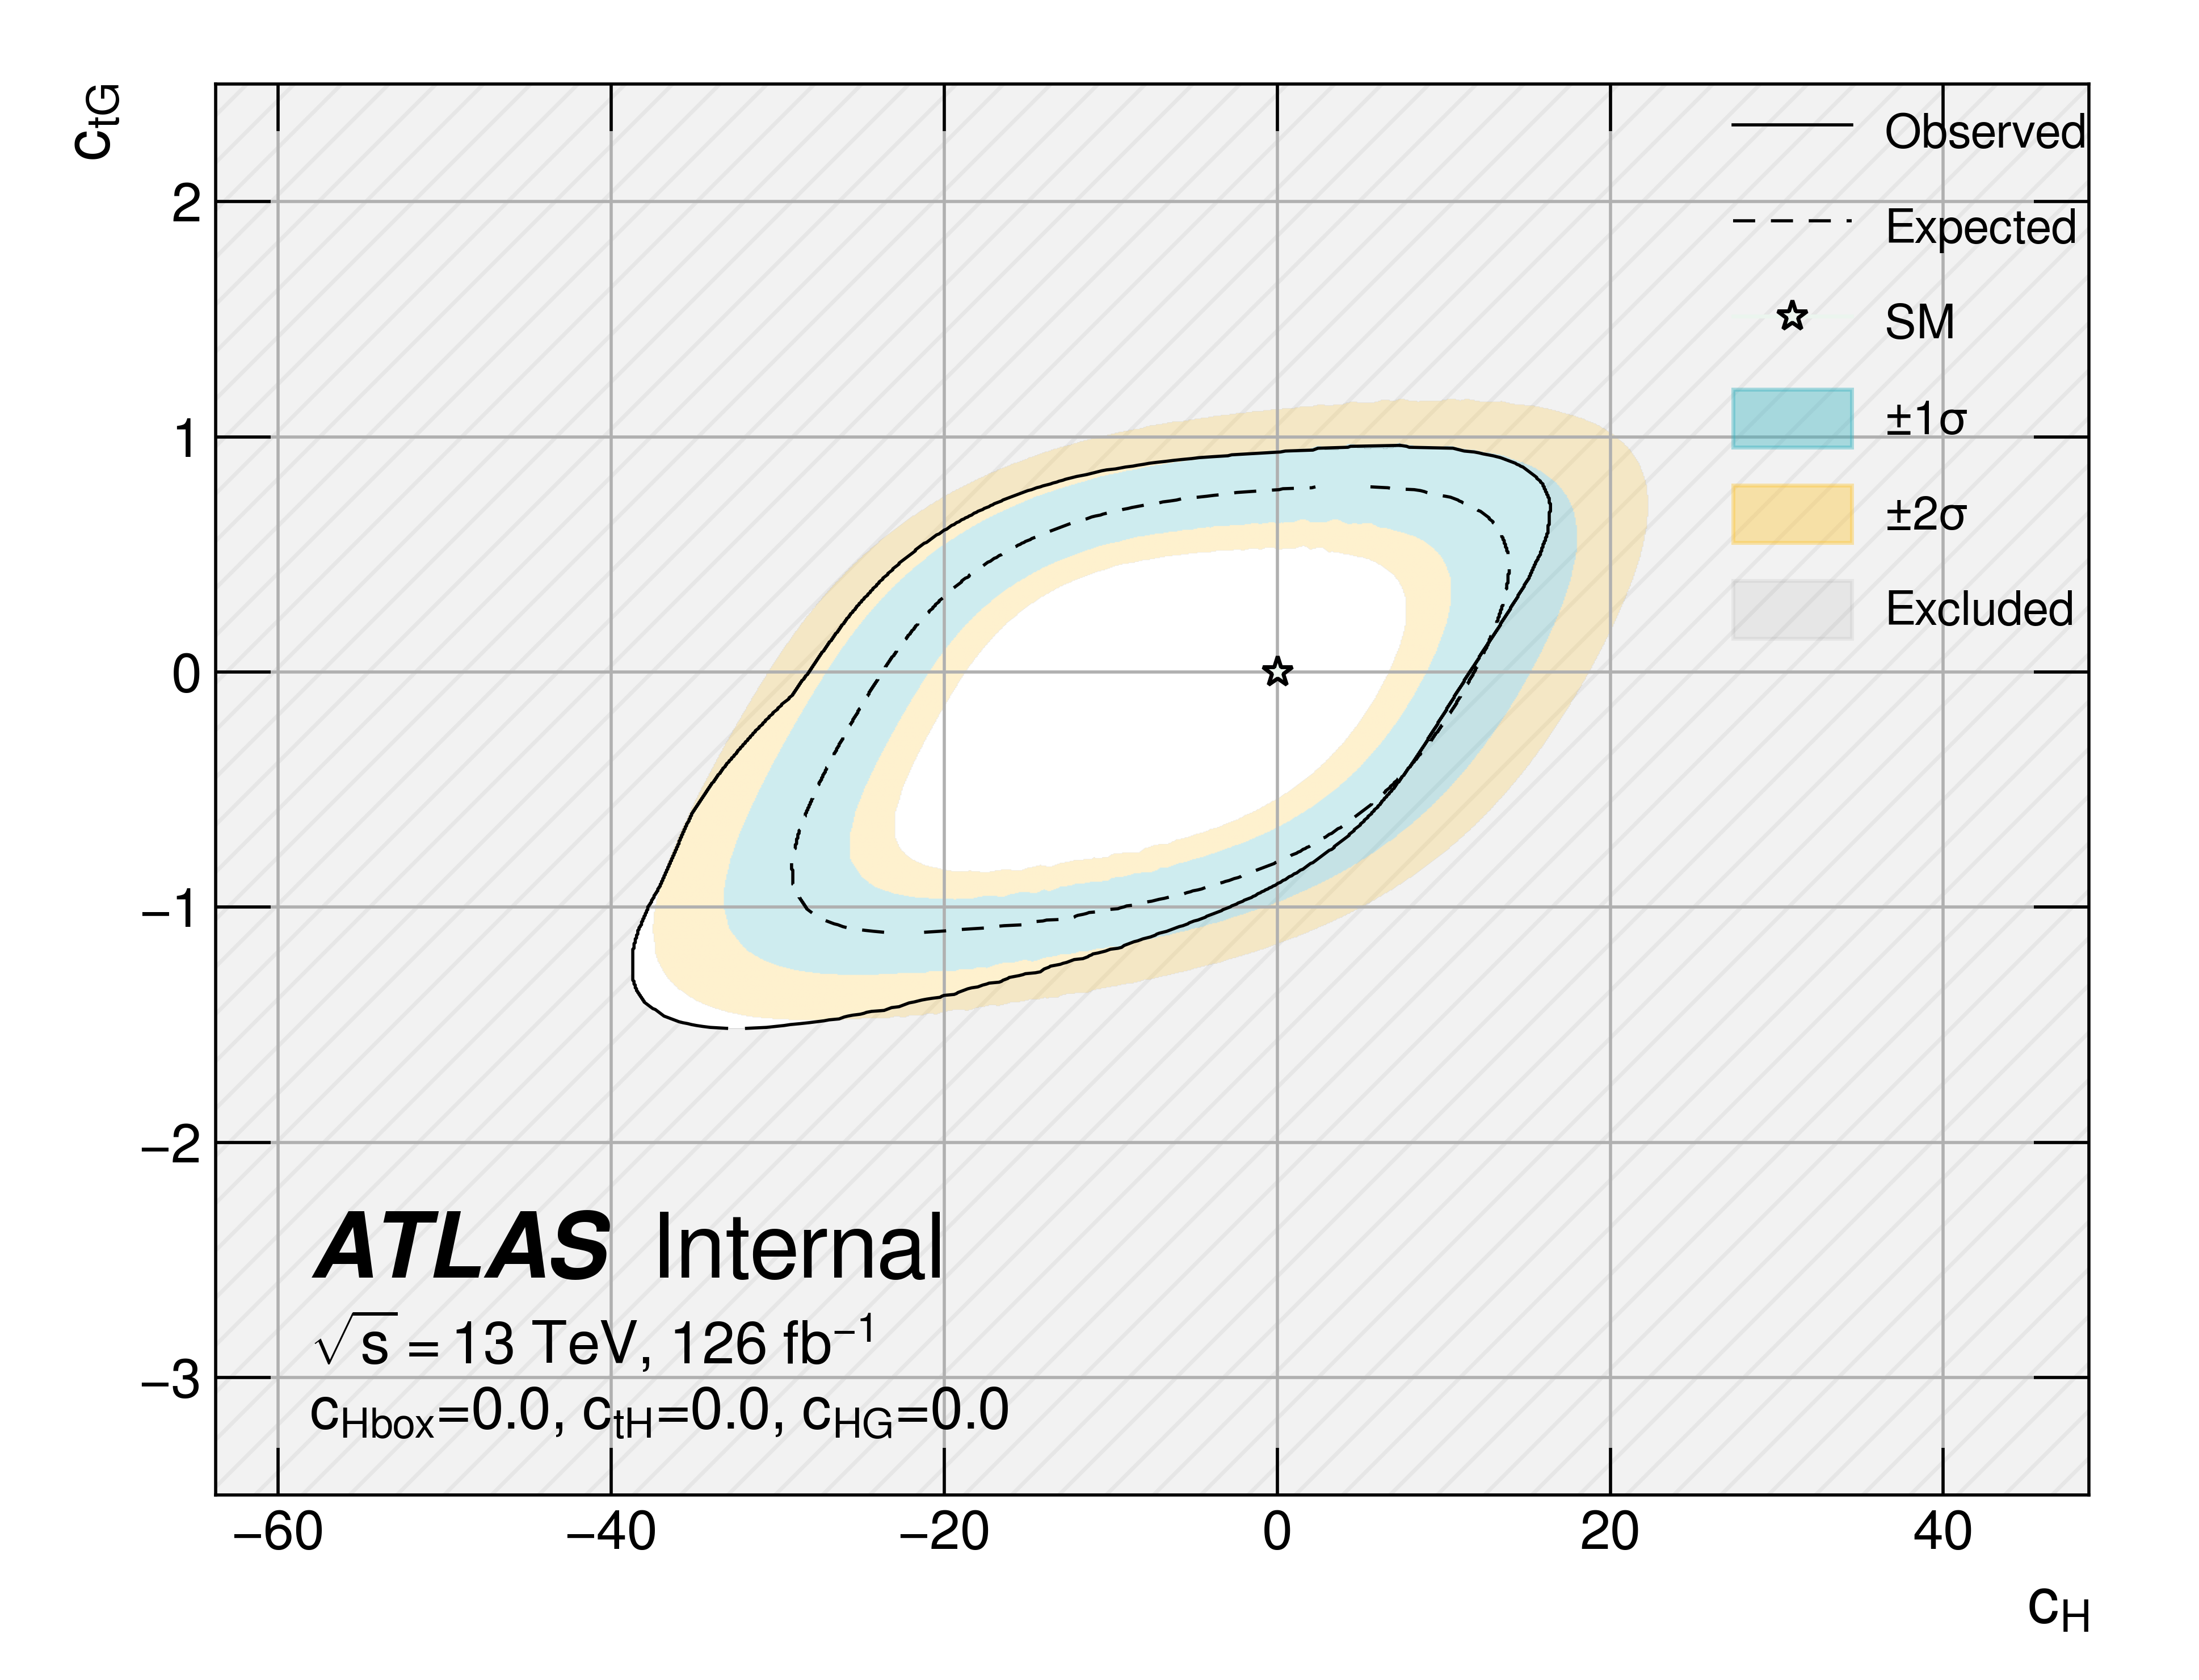 c_tG
Observed
Expected
SM
±1σ
±2σ
Excluded
2
1
0
−1
−2
−3
ATLAS Internal
√s = 13 TeV, 126 fb⁻¹
c_Hbox=0.0, c_tH=0.0, c_HG=0.0
−60 −40 −20 0 20 40
c_H